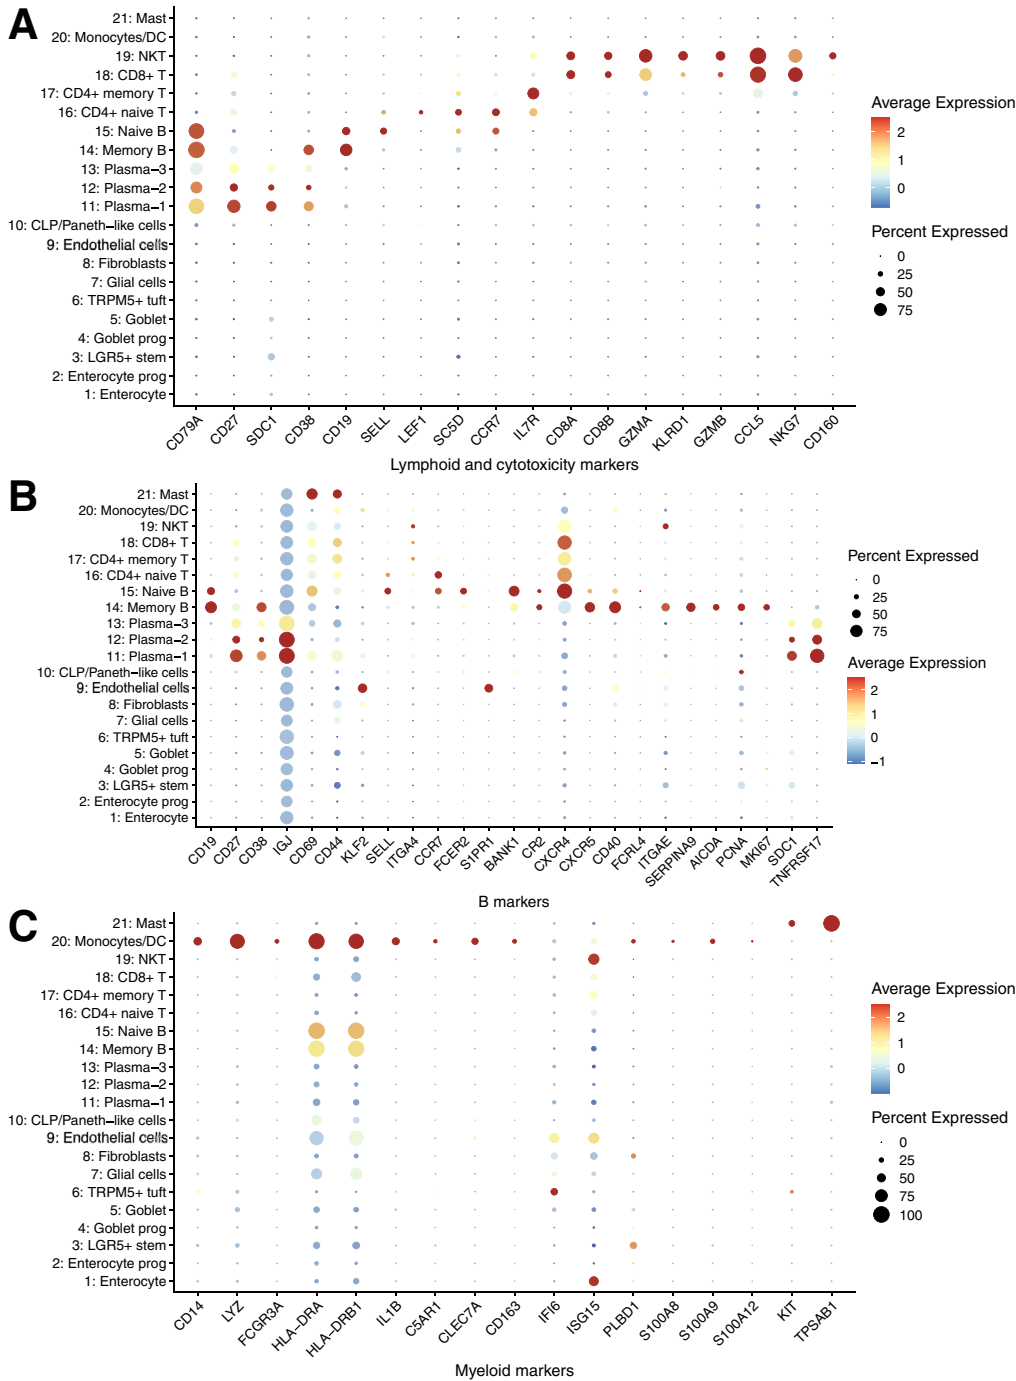 A
21: Mast
20: Monocytes/DC
19: NKT
18: CD8+ T
17: CD4+ memory T
16: CD4+ naive T
15: Naive B
14: Memory B
13: Plasma−3
12: Plasma−2
11: Plasma−1
10: CLP/Paneth−like cells
9: Endothelial cells
8: Fibroblasts
7: Glial cells
6: TRPM5+ tuft
5: Goblet
4: Goblet prog
3: LGR5+ stem
2: Enterocyte prog
1: Enterocyte
CD79A CD27 SDC1 CD38 CD19 SELL LEF1 SC5D CCR7 IL7R CD8A CD8B GZMA KLRD1 GZMB CCL5 NKG7 CD160
Lymphoid and cytotoxicity markers
Average Expression
2
1
0
Percent Expressed
0
25
50
75
B
21: Mast
20: Monocytes/DC
19: NKT
18: CD8+ T
17: CD4+ memory T
16: CD4+ naive T
15: Naive B
14: Memory B
13: Plasma−3
12: Plasma−2
11: Plasma−1
10: CLP/Paneth−like cells
9: Endothelial cells
8: Fibroblasts
7: Glial cells
6: TRPM5+ tuft
5: Goblet
4: Goblet prog
3: LGR5+ stem
2: Enterocyte prog
1: Enterocyte
CD19 CD27 CD38 IGJ CD69 CD44 KLF2 SELL ITGA4 CCR7 FCER2 S1PR1 BANK1 CR2 CXCR4 CXCR5 CD40 FCRL4 ITGAE SERPINA9 AICDA PCNA MKI67 SDC1 TNFRSF17
B markers
Percent Expressed
0
25
50
75
Average Expression
2
1
0
−1
C
21: Mast
20: Monocytes/DC
19: NKT
18: CD8+ T
17: CD4+ memory T
16: CD4+ naive T
15: Naive B
14: Memory B
13: Plasma−3
12: Plasma−2
11: Plasma−1
10: CLP/Paneth−like cells
9: Endothelial cells
8: Fibroblasts
7: Glial cells
6: TRPM5+ tuft
5: Goblet
4: Goblet prog
3: LGR5+ stem
2: Enterocyte prog
1: Enterocyte
CD14 LYZ FCGR3A HLA−DRA HLA−DRB1 IL1B C5AR1 CLEC7A CD163 IFI6 ISG15 PLBD1 S100A8 S100A9 S100A12 KIT TPSAB1
Myeloid markers
Average Expression
2
1
0
Percent Expressed
0
25
50
75
100